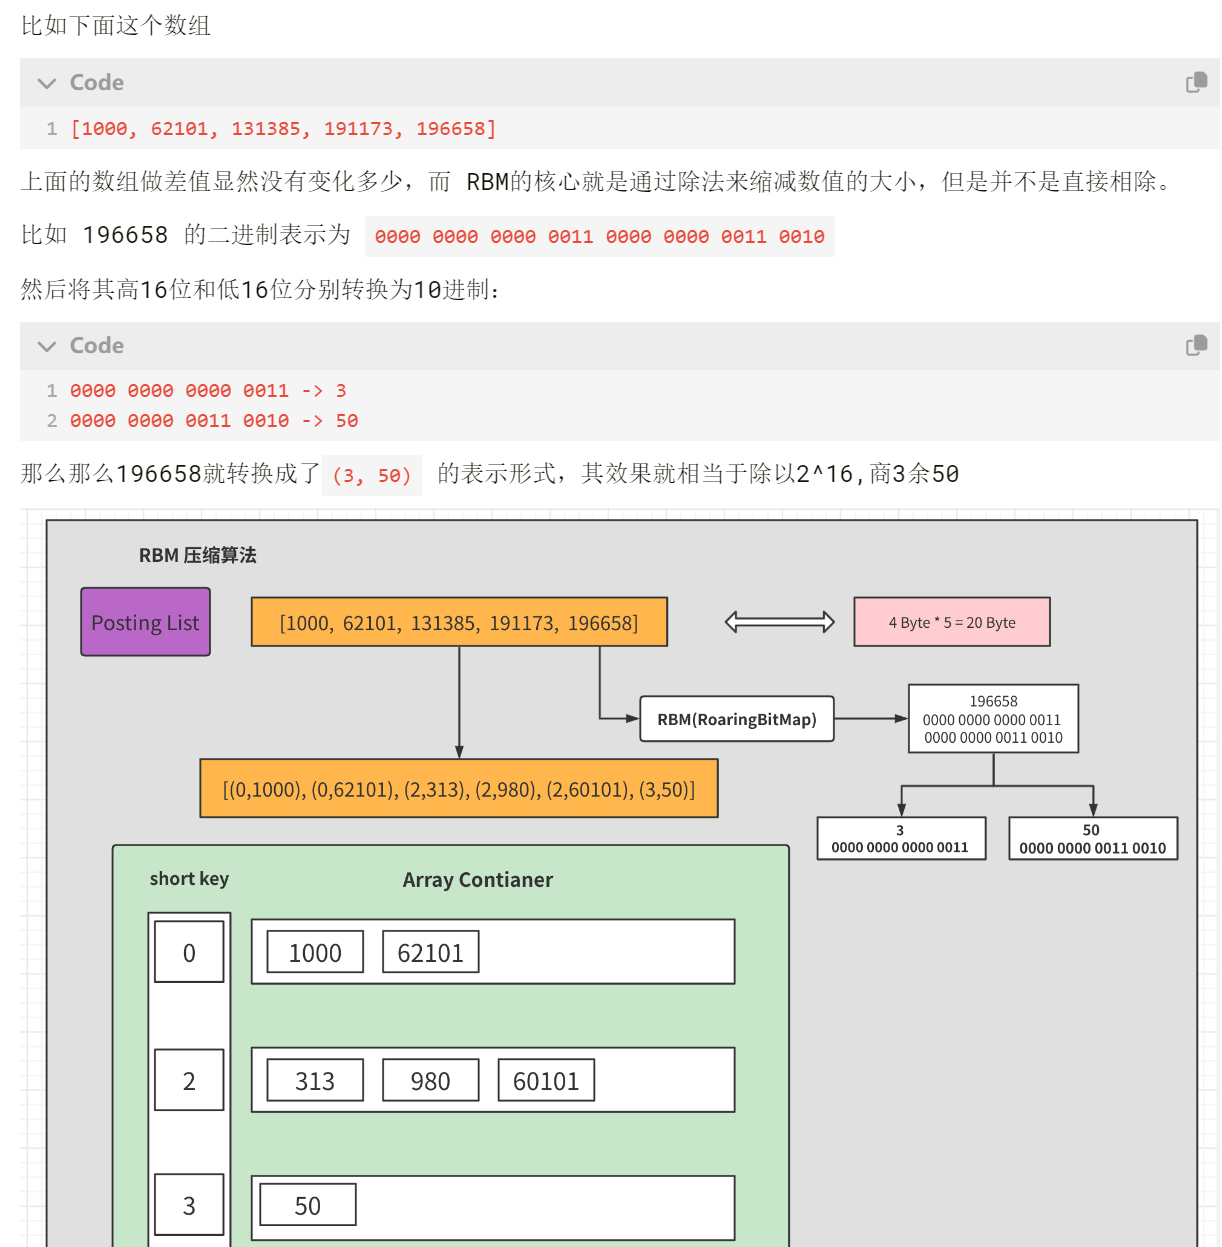 比如下面这个数组
Code
1 [1000, 62101, 131385, 191173, 196658]
上面的数组做差值显然没有变化多少，而 RBM的核心就是通过除法来缩减数值的大小，但是并不是直接相除。
比如 196658 的二进制表示为 0000 0000 0000 0011 0000 0000 0011 0010
然后将其高16位和低16位分别转换为10进制：
Code
1 0000 0000 0000 0011 -> 3
2 0000 0000 0011 0010 -> 50
那么那么196658就转换成了 (3, 50) 的表示形式，其效果就相当于除以2^16,商3余50
RBM 压缩算法
Posting List
[1000, 62101, 131385, 191173, 196658]
4 Byte * 5 = 20 Byte
RBM(RoaringBitMap)
196658
0000 0000 0000 0011
0000 0000 0011 0010
[(0,1000), (0,62101), (2,313), (2,980), (2,60101), (3,50)]
3
0000 0000 0000 0011
50
0000 0000 0011 0010
short key
Array Contianer
0 1000 62101
2 313 980 60101
3 50